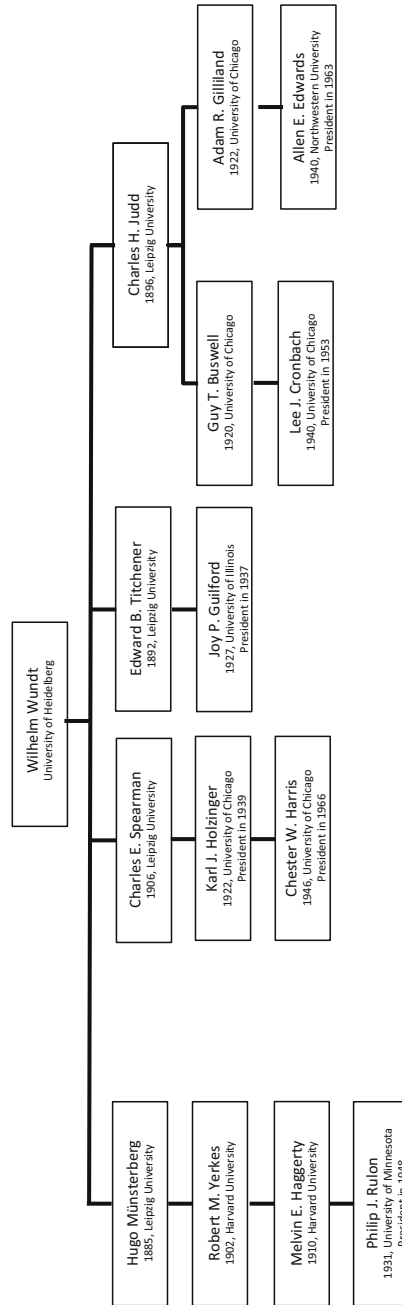 Wilhelm Wundt
University of Heidelberg
Hugo Münsterberg
1885, Leipzig University
Charles E. Spearman
1906, Leipzig University
Edward B. Titchener
1892, Leipzig University
Charles H. Judd
1896, Leipzig University
Robert M. Yerkes
1902, Harvard University
Karl J. Holzinger
1922, University of Chicago
President in 1939
Joy P. Guilford
1927, University of Illinois
President in 1937
Guy T. Buswell
1920, University of Chicago
Adam R. Gilliland
1922, University of Chicago
Melvin E. Haggerty
1910, Harvard University
Chester W. Harris
1946, University of Chicago
President in 1966
Lee J. Cronbach
1940, University of Chicago
President in 1953
Allen E. Edwards
1940, Northwestern University
President in 1963
Philip J. Rulon
1931, University of Minnesota
President in 1948